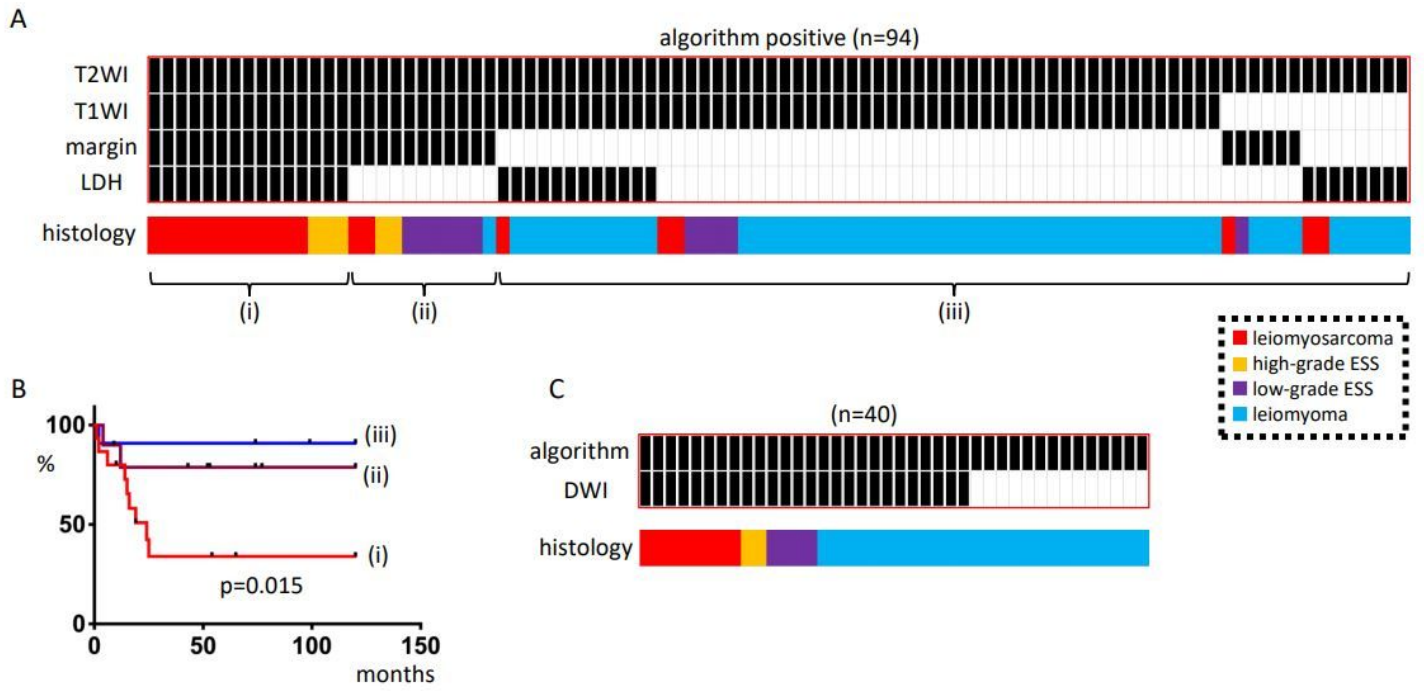 A
algorithm positive (n=94)
T2WI
T1WI
margin
LDH
histology
(i)
(ii)
(iii)
leiomyosarcoma
high-grade ESS
low-grade ESS
leiomyoma
B
100
%
50
0
0
50
100
150
months
(iii)
(ii)
(i)
p=0.015
C
(n=40)
algorithm
DWI
histology